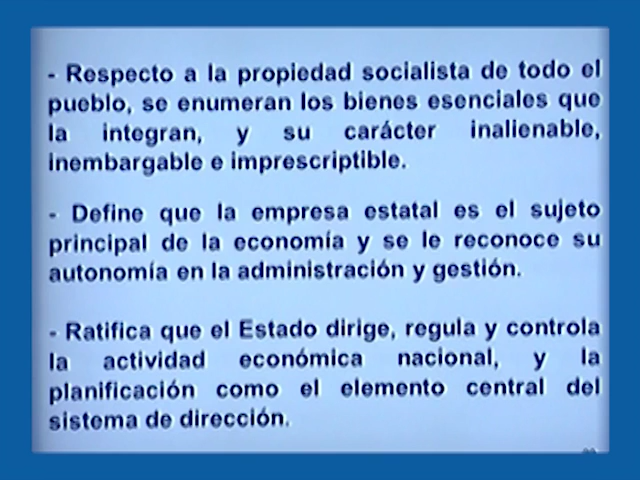 - Respecto a la propiedad socialista de todo el
pueblo, se enumeran los bienes esenciales que
la integran, y su carácter inalienable,
inembargable e imprescriptible.
- Define que la empresa estatal es el sujeto
principal de la economía y se le reconoce su
autonomía en la administración y gestión.
- Ratifica que el Estado dirige, regula y controla
la actividad económica nacional, y la
planificación como el elemento central del
sistema de dirección.